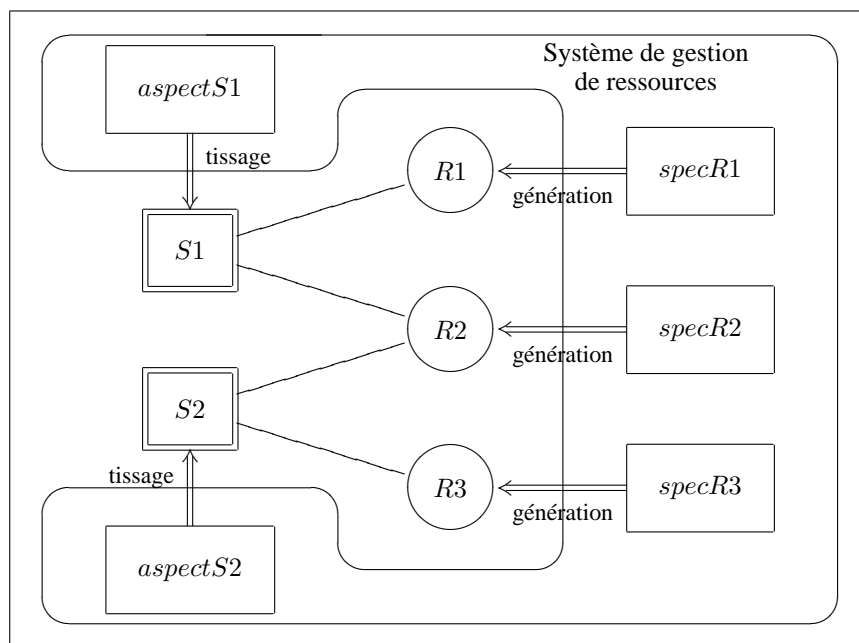 Système de gestion
de ressources
aspectS1
tissage
R1
specR1
génération
S1
R2
specR2
génération
S2
tissage
R3
specR3
génération
aspectS2